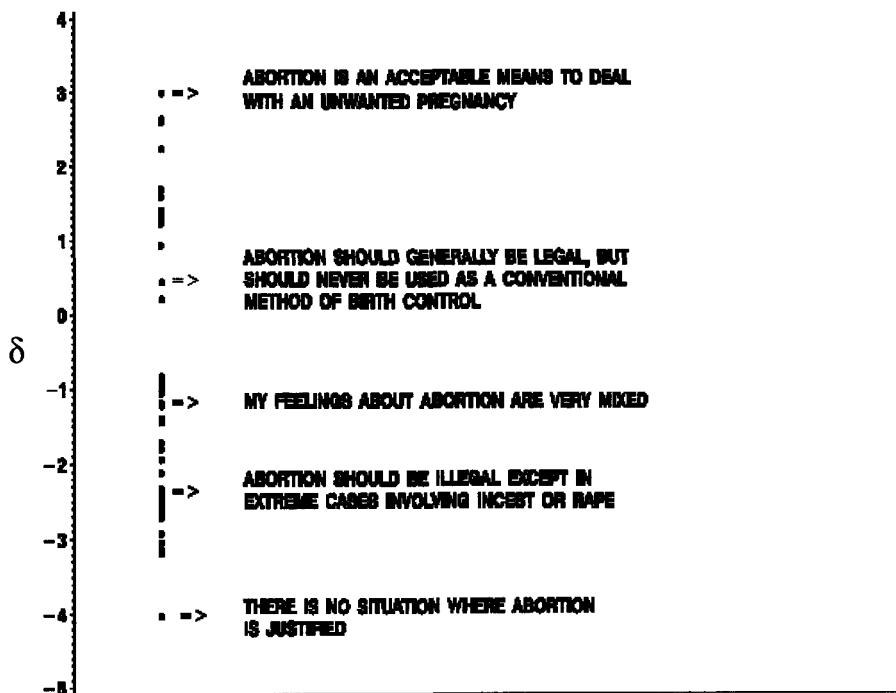 4
3
=>
ABORTION IS AN ACCEPTABLE MEANS TO DEAL
WITH AN UNWANTED PREGNANCY
2
1
=>
ABORTION SHOULD GENERALLY BE LEGAL, BUT
SHOULD NEVER BE USED AS A CONVENTIONAL
METHOD OF BIRTH CONTROL
0
δ
-1
=>
MY FEELINGS ABOUT ABORTION ARE VERY MIXED
-2
=>
ABORTION SHOULD BE ILLEGAL EXCEPT IN
EXTREME CASES INVOLVING INCEST OR RAPE
-3
-4
=>
THERE IS NO SITUATION WHERE ABORTION
IS JUSTIFIED
-5